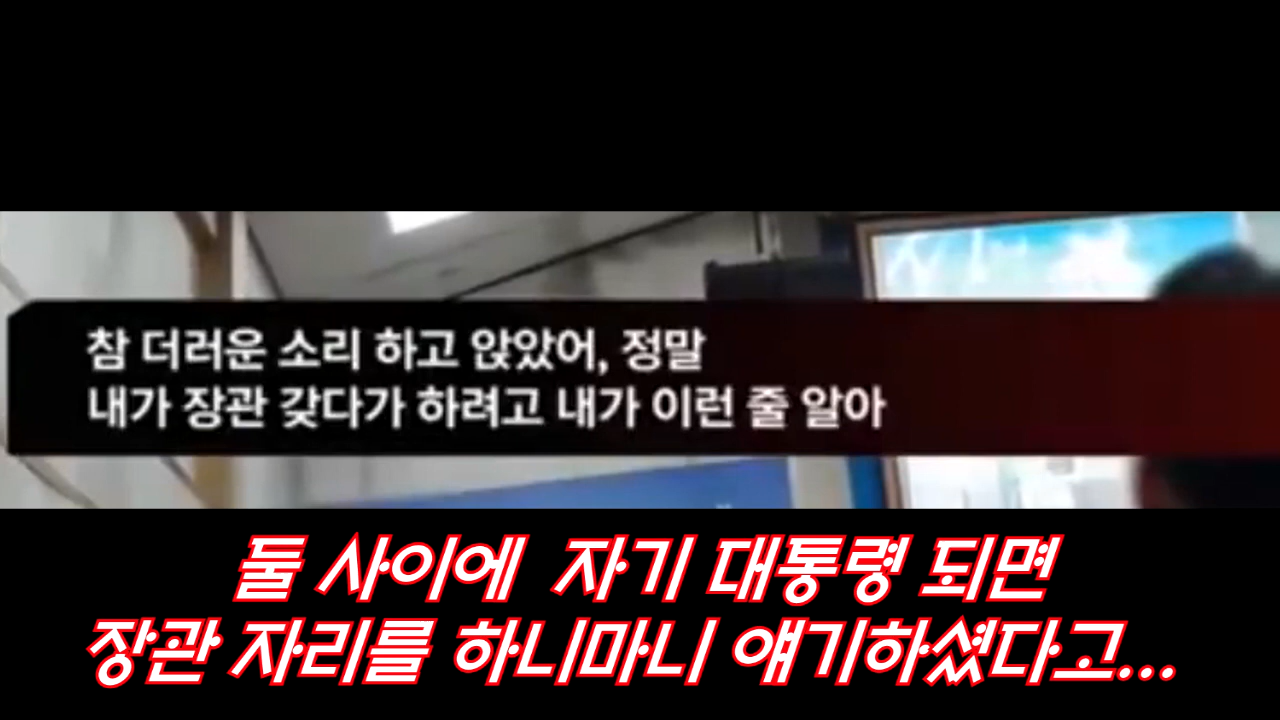 참 더러운 소리 하고 앉았어, 정말
내가 장관 갖다가 하려고 내가 이런 줄 알아
둘 사이에 자기 대통령 되면
장관 자리를 하니마니 얘기하셨다고...